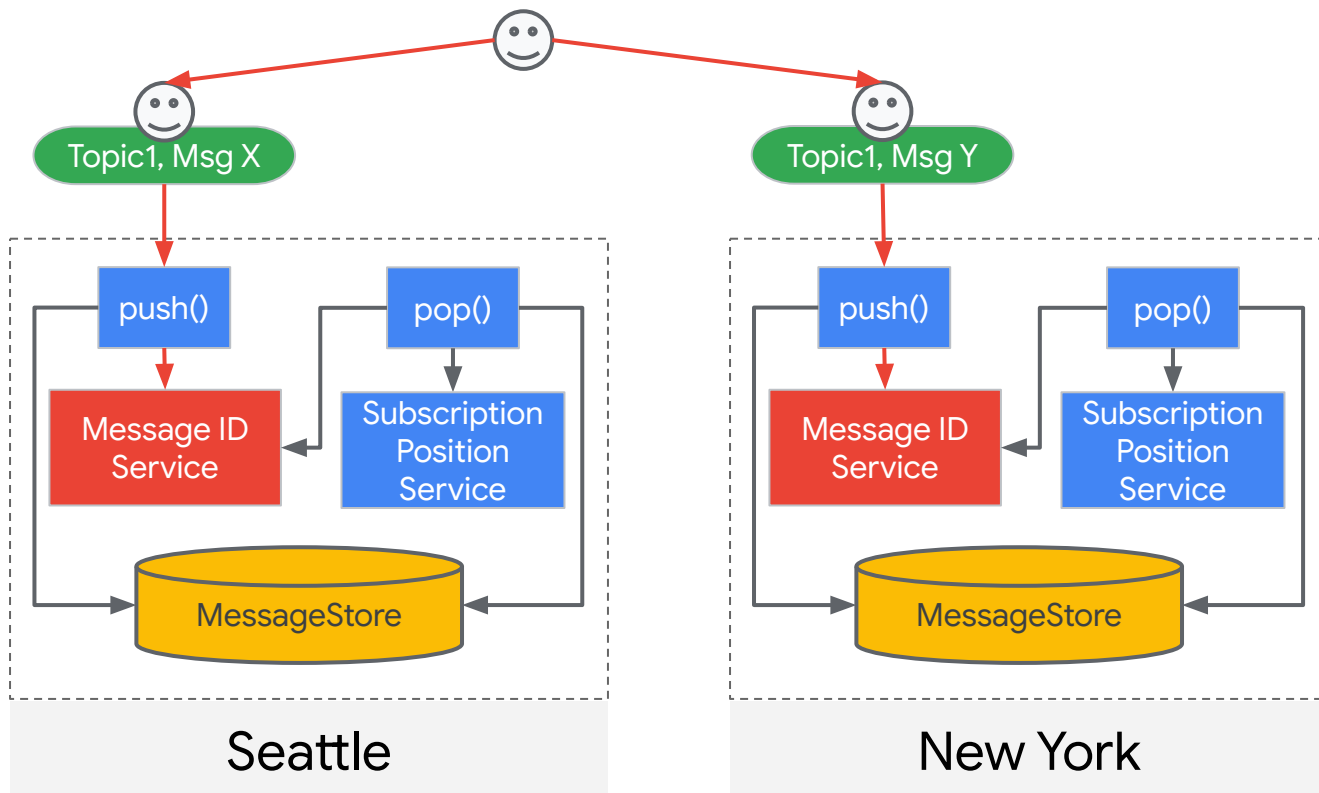 Topic1, Msg X
Topic1, Msg Y
push()
pop()
Message ID
Service
Subscription
Position
Service
MessageStore
push()
pop()
Message ID
Service
Subscription
Position
Service
MessageStore
Seattle
New York